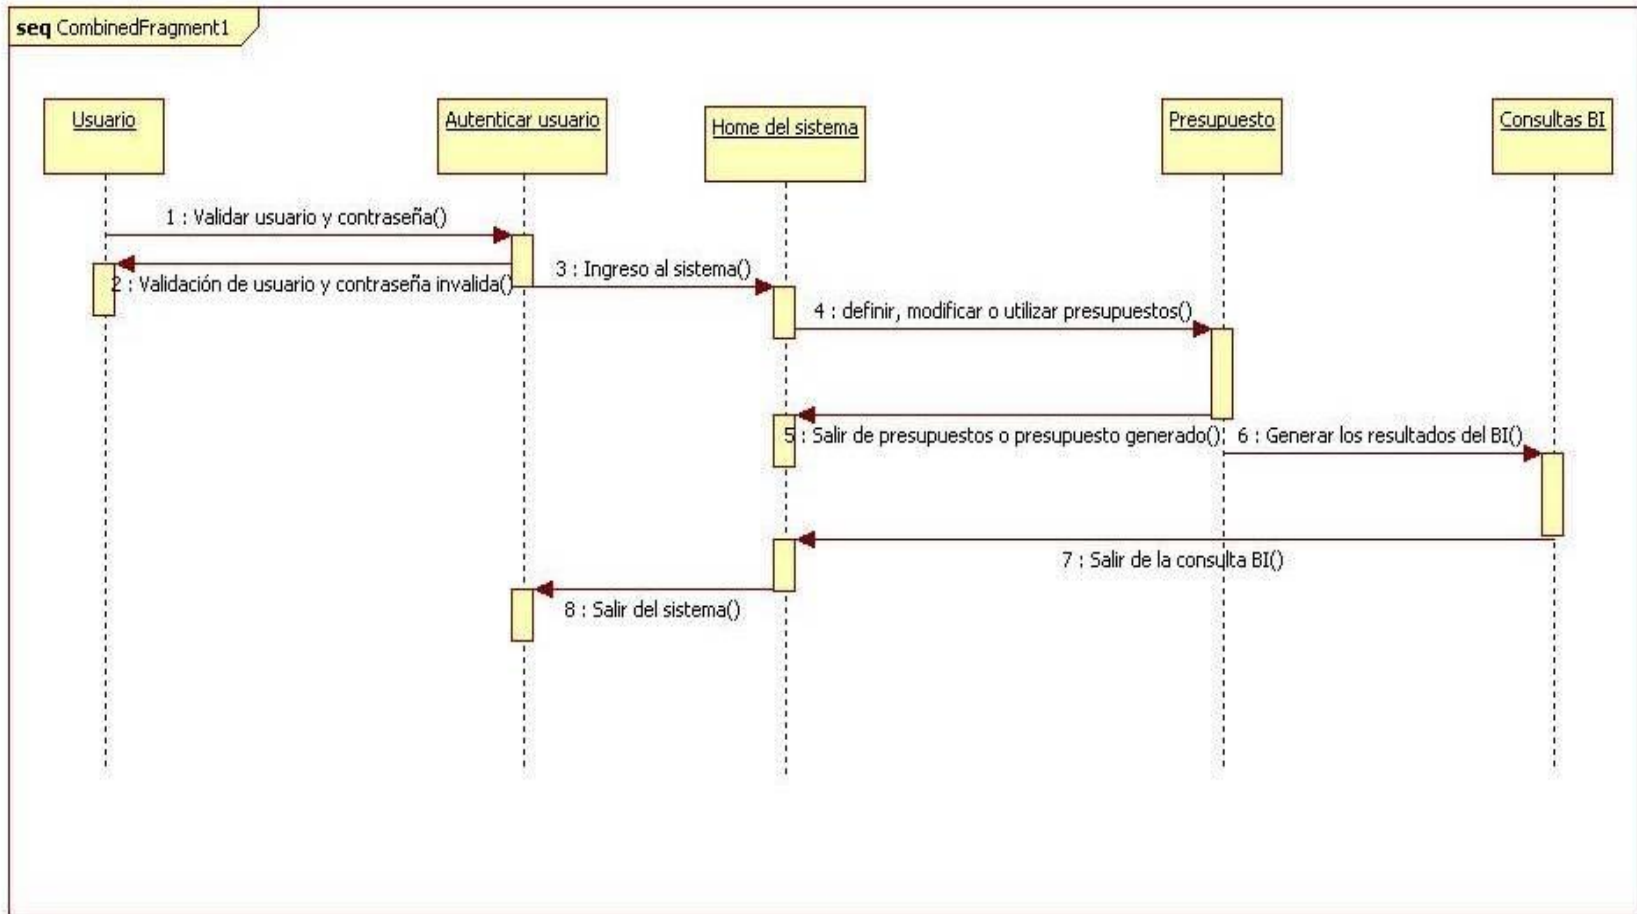 seq CombinedFragment1
Usuario
Autenticar usuario
Home del sistema
Presupuesto
Consultas BI
1 : Validar usuario y contraseña()
2 : Validación de usuario y contraseña invalida()
3 : Ingreso al sistema()
4 : definir, modificar o utilizar presupuestos()
5 : Salir de presupuestos o presupuesto generado()
6 : Generar los resultados del BI()
7 : Salir de la consulta BI()
8 : Salir del sistema()